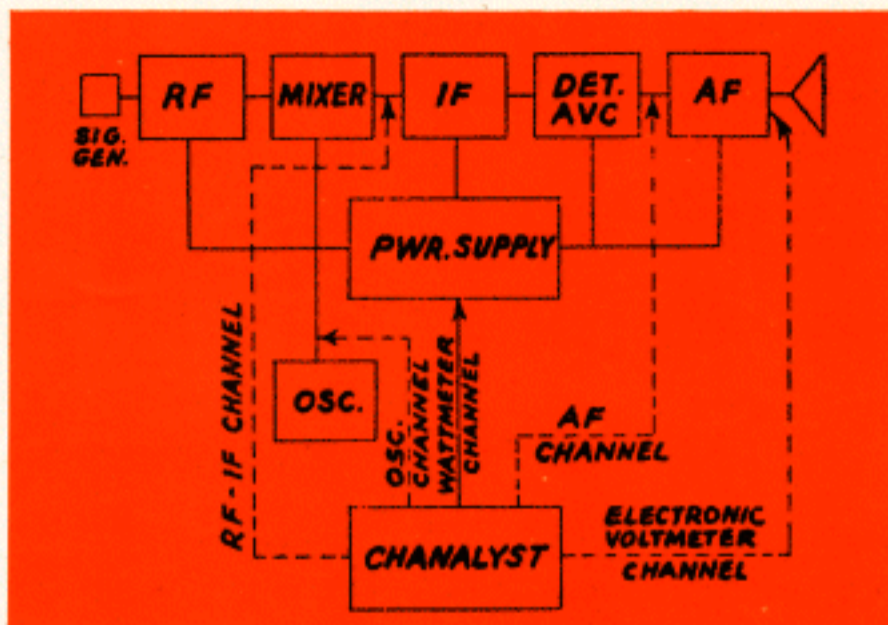 RF
MIXER
IF
DET.
AVC
AF
SIG.
GEN.
PWR. SUPPLY
RF-IF CHANNEL
OSC.
OSC.
CHANNEL
WATTMETER
CHANNEL
AF
CHANNEL
CHANALYST
ELECTRONIC
VOLTMETER
CHANNEL